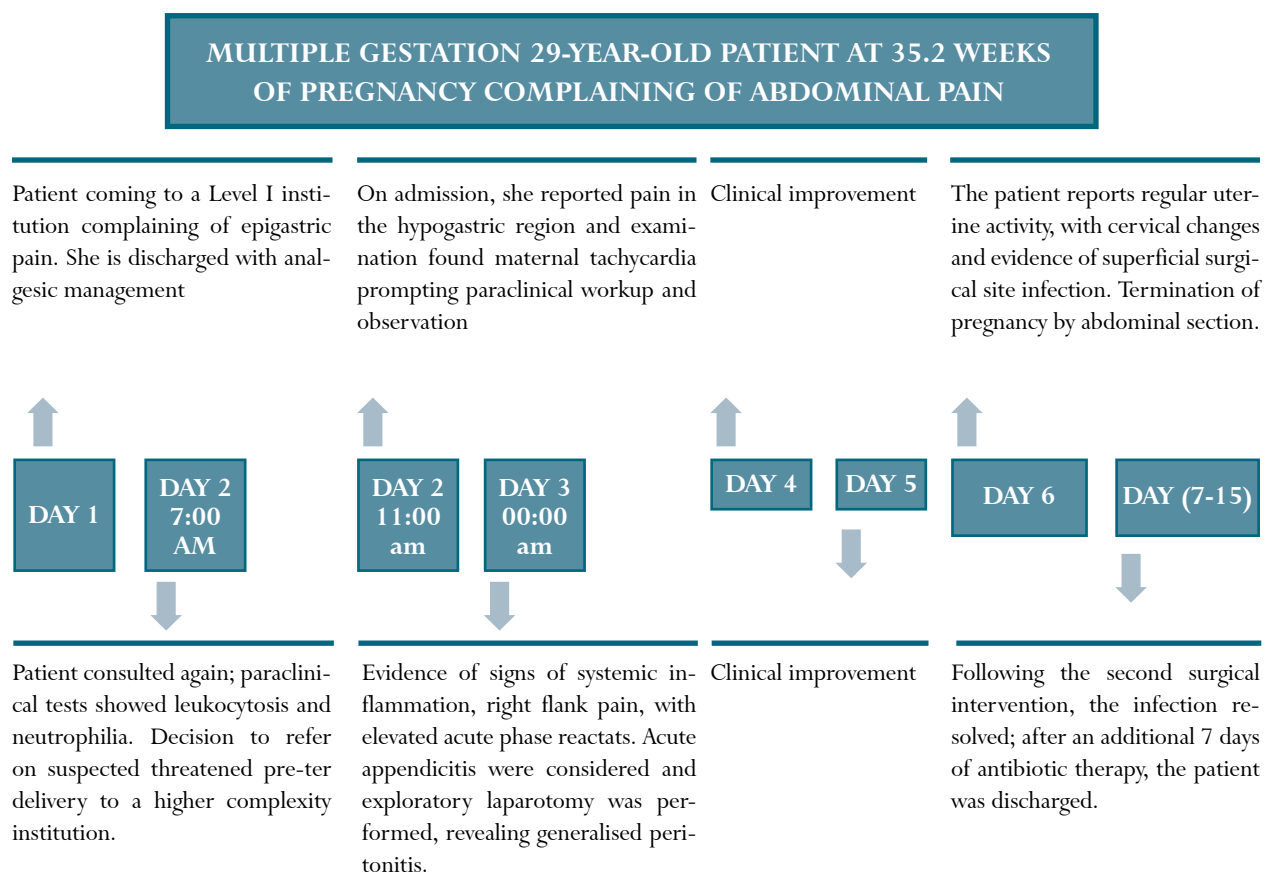 MULTIPLE GESTATION 29-YEAR-OLD PATIENT AT 35.2 WEEKS
OF PREGNANCY COMPLAINING OF ABDOMINAL PAIN
Patient coming to a Level I insti-
tution complaining of epigastric
pain. She is discharged with anal-
gesic management
On admission, she reported pain in
the hypogastric region and exami-
nation found maternal tachycardia
prompting paraclinical workup and
observation
Clinical improvement
The patient reports regular uter-
ine activity, with cervical changes
and evidence of superficial surgi-
cal site infection. Termination of
pregnancy by abdominal section.
DAY 1
DAY 2
7:00
AM
DAY 2
11:00
am
DAY 3
00:00
am
DAY 4
DAY 5
DAY 6
DAY (7-15)
Patient consulted again; paraclini-
cal tests showed leukocytosis and
neutrophilia. Decision to refer
on suspected threatened pre-ter
delivery to a higher complexity
institution.
Evidence of signs of systemic in-
flammation, right flank pain, with
elevated acute phase reactats. Acute
appendicitis were considered and
exploratory laparotomy was per-
formed, revealing generalised peri-
tonitis.
Clinical improvement
Following the second surgical
intervention, the infection re-
solved; after an additional 7 days
of antibiotic therapy, the patient
was discharged.